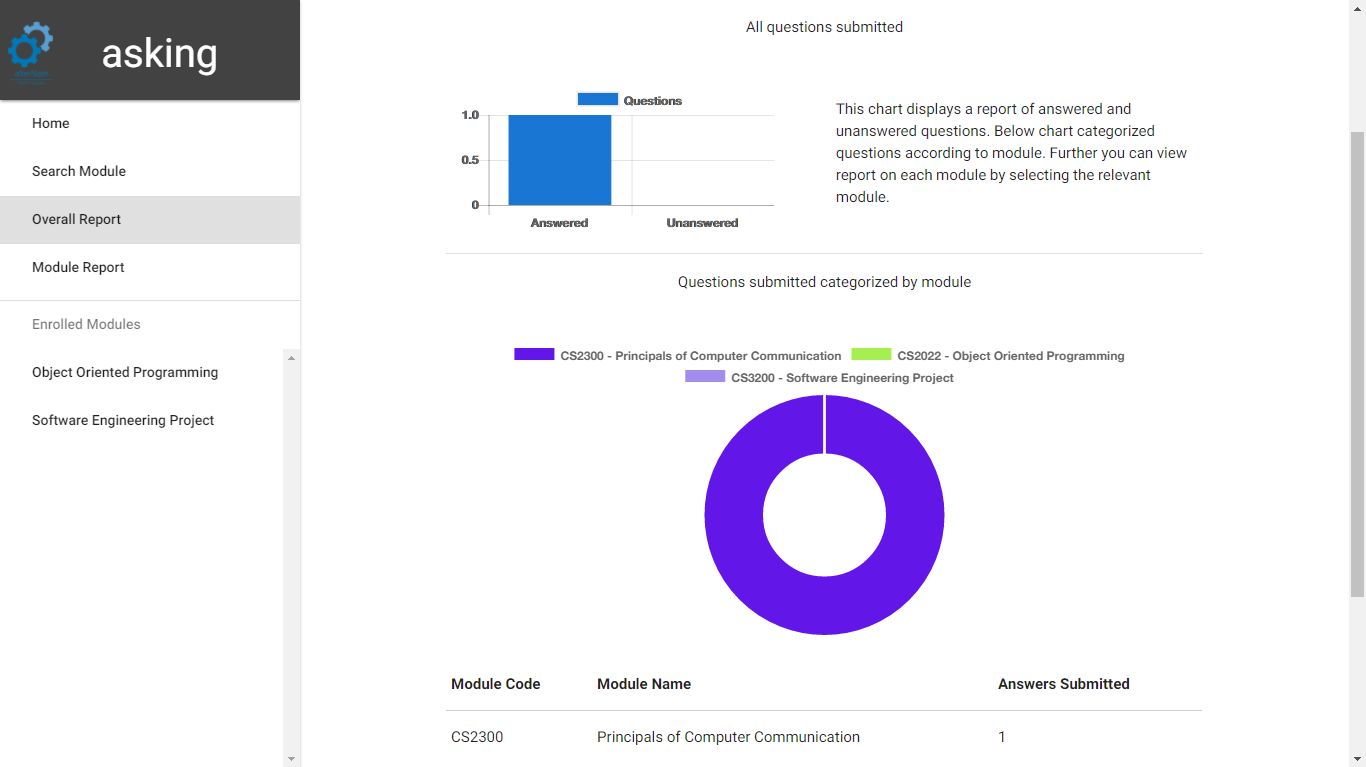 asking
Home
Search Module
Overall Report
Module Report
Enrolled Modules
Object Oriented Programming
Software Engineering Project
All questions submitted
Questions
1.0
0.5
0
Answered Unanswered
This chart displays a report of answered and
unanswered questions. Below chart categorized
questions according to module. Further you can view
report on each module by selecting the relevant
module.
Questions submitted categorized by module
CS2300 - Principals of Computer Communication CS2022 - Object Oriented Programming
CS3200 - Software Engineering Project
Module Code Module Name Answers Submitted
CS2300 Principals of Computer Communication 1